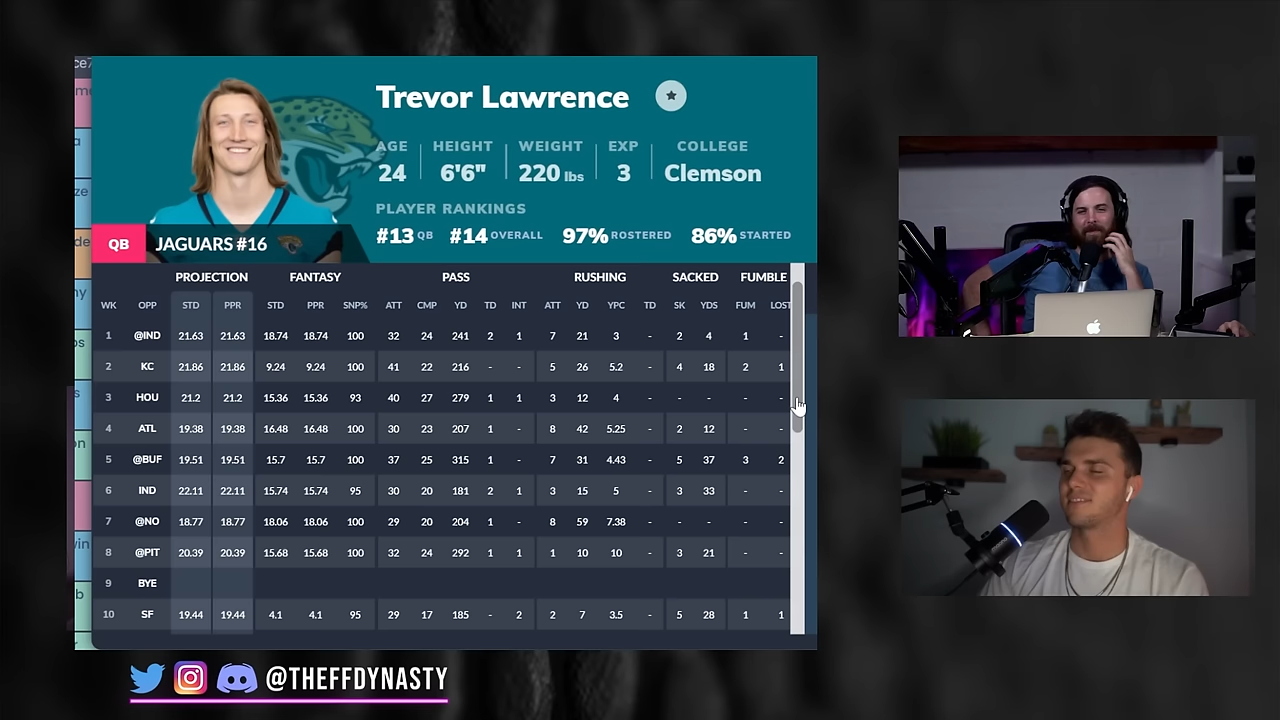 Trevor Lawrence
AGE HEIGHT WEIGHT EXP COLLEGE
24 6'6" 220 lbs 3 Clemson
PLAYER RANKINGS
#13 QB #14 OVERALL 97% ROSTERED 86% STARTED
QB JAGUARS #16
PROJECTION FANTASY PASS RUSHING SACKED FUMBLE
WK OPP STD PPR STD PPR SNP% ATT CMP YD TD INT ATT YD YPC TD SK YDS FUM LOST
1 @IND 21.63 21.63 18.74 18.74 100 32 24 241 2 1 7 21 3 - 2 4 1 -
2 KC 21.86 21.86 9.24 9.24 100 41 22 216 - - 5 26 5.2 - 4 18 2 1
3 HOU 21.2 21.2 15.36 15.36 93 40 27 279 1 1 3 12 4 - - - - -
4 ATL 19.38 19.38 16.48 16.48 100 30 23 207 1 - 8 42 5.25 - 2 12 - -
5 @BUF 19.51 19.51 15.7 15.7 100 37 25 315 1 - 7 31 4.43 - 5 37 3 2
6 IND 22.11 22.11 15.74 15.74 95 30 20 181 2 1 3 15 5 - 3 33 - -
7 @NO 18.77 18.77 18.06 18.06 100 29 20 204 1 - 8 59 7.38 - - - - -
8 @PIT 20.39 20.39 15.68 15.68 100 32 24 292 1 1 1 10 10 - 3 21 - -
9 BYE
10 SF 19.44 19.44 4.1 4.1 95 29 17 185 - 2 2 7 3.5 - 5 28 1 1
@THEFFDYNASTY